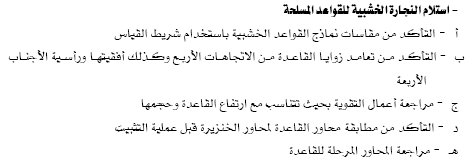 - استلام النجارة الخشبية للقواعد المسلحة
أ - التأكد من مقاسات نماذج القواعد الخشبية باستخدام شريط القياس
ب - التأكد من تعامد زوايا القاعدة من الاتجاهات الأربع وكذلك أفقيتها ورأسية الأجناب
الأربعة
ج - مراجعة أعمال التقوية بحيث تتناسب مع ارتفاع القاعدة وحجمها
د - التأكد من مطابقة محاور القاعدة لمحاور الخنزيرة قبل عملية التثبيت
هـ - مراجعة المحاور المرحلة للقاعدة